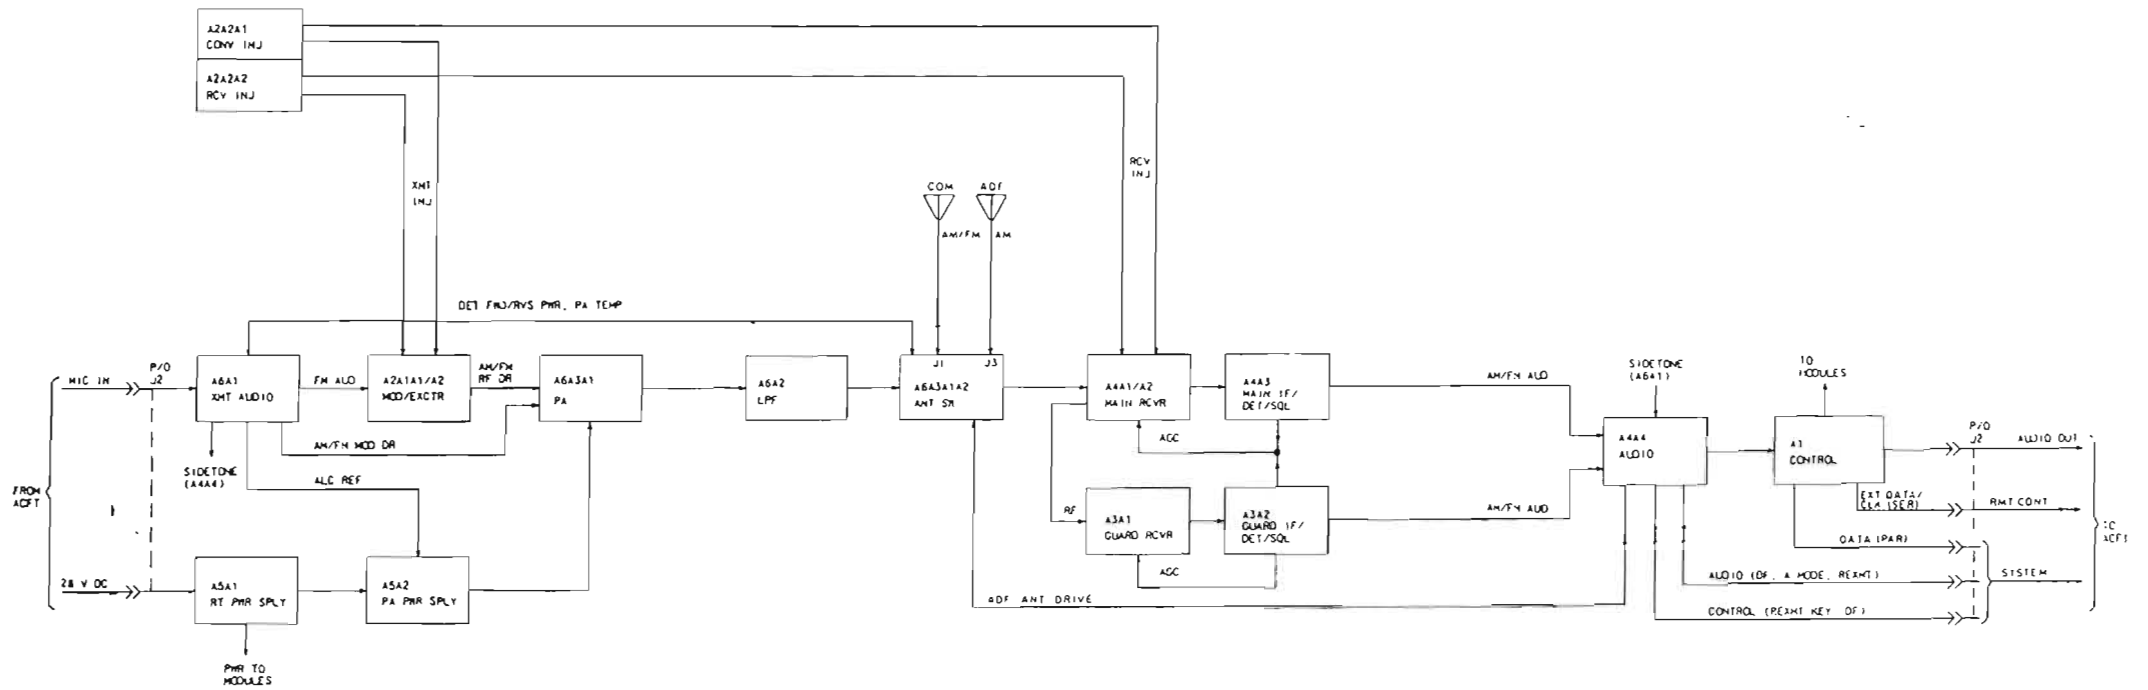 A2A2A1
CONV INJ
A2A2A2
RCV INJ
XMT
INJ
RCV
INJ
COM
ADF
AM/FM
AM
DET FWD/RVS PWR, PA TEMP
FROM
ACFT
MIC IN
P/O
J2
A6A1
XMT AUDIO
FM AUD
A2A1A1/A2
MOD/EXCTR
AM/FM
RF DR
A6A3A1
PA
A6A2
LPF
J1
J3
A6A3A1A2
ANT SW
A4A1/A2
MAIN RCVR
A4A3
MAIN IF/
DET/SQL
AM/FM AUD
SIDETONE
(A6A1)
TO
MODULES
A4A4
AUDIO
A1
CONTROL
P/O
J2
AUDIO OUT
SIDETONE
(A4A4)
AM/FM MOD DR
ALC REF
AGC
RF
A3A1
GUARD RCVR
A3A2
GUARD IF/
DET/SQL
AM/FM AUD
AGC
EXT DATA/
CLK (SER)
RMT CONT
DATA (PAR)
TO
ACFT
28 V DC
A5A1
RT PWR SPLY
A5A2
PA PWR SPLY
PWR TO
MODULES
ADF ANT DRIVE
AUDIO (DF, A MODE, REXMT)
SYSTEM
CONTROL (REXMT KEY DF)